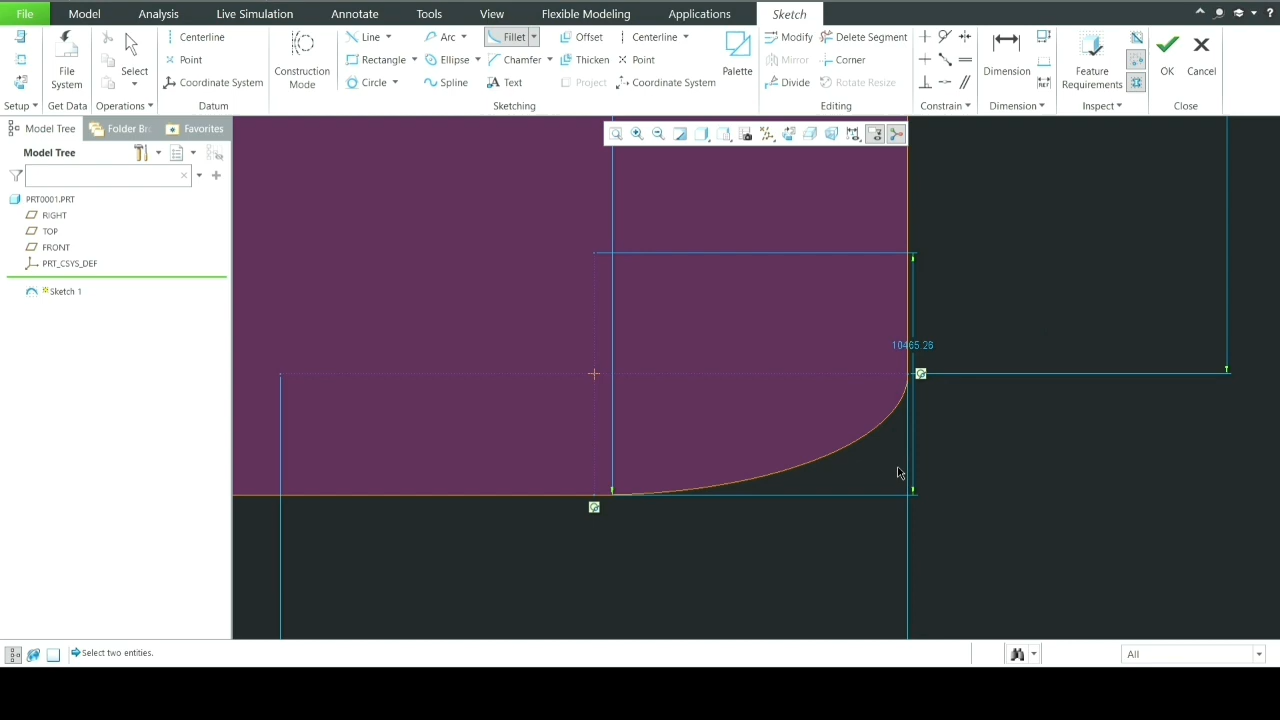 File Model Analysis Live Simulation Annotate Tools View Flexible Modeling Applications Sketch
Centerline Line Arc Fillet Offset Centerline Modify Delete Segment
Point Rectangle Ellipse Chamfer Thicken Point Mirror Corner
Coordinate System Circle Spline Text Project Coordinate System Divide Rotate Resize
File System Select Construction Mode Palette Dimension REF Feature Requirements OK Cancel
Setup Get Data Operations Datum Sketching Editing Constrain Dimension Inspect Close
Model Tree Folder Br Favorites
Model Tree
PRT0001.PRT
RIGHT
TOP
FRONT
PRT_CSYS_DEF
Sketch 1
10465.26
Select two entities.
All